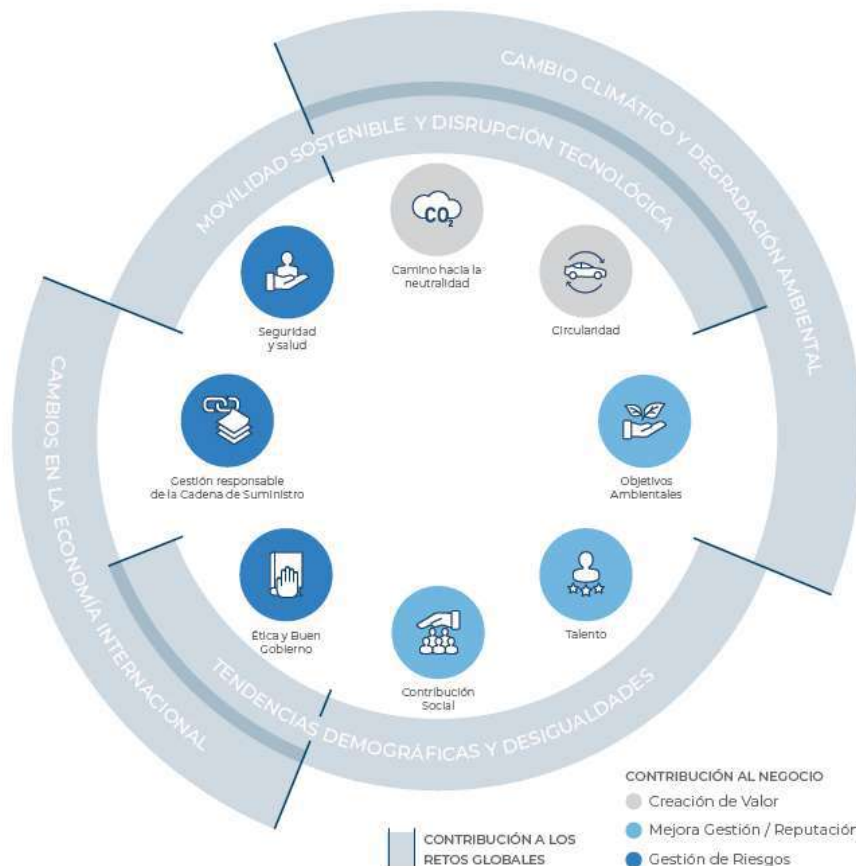 CAMBIO CLIMÁTICO Y DEGRADACIÓN AMBIENTAL
MOVILIDAD SOSTENIBLE Y DISRUPCIÓN TECNOLÓGICA
CO2
Camino hacia la
neutralidad
Circularidad
Seguridad
y salud
CAMBIOS EN LA ECONOMÍA INTERNACIONAL
Gestión responsable
de la Cadena de Suministro
Objetivos
Ambientales
Ética y Buen
Gobierno
Talento
Contribución
Social
TENDENCIAS DEMOGRÁFICAS Y DESIGUALDADES
CONTRIBUCIÓN AL NEGOCIO
Creación de Valor
Mejora Gestión / Reputación
Gestión de Riesgos
CONTRIBUCIÓN A LOS
RETOS GLOBALES